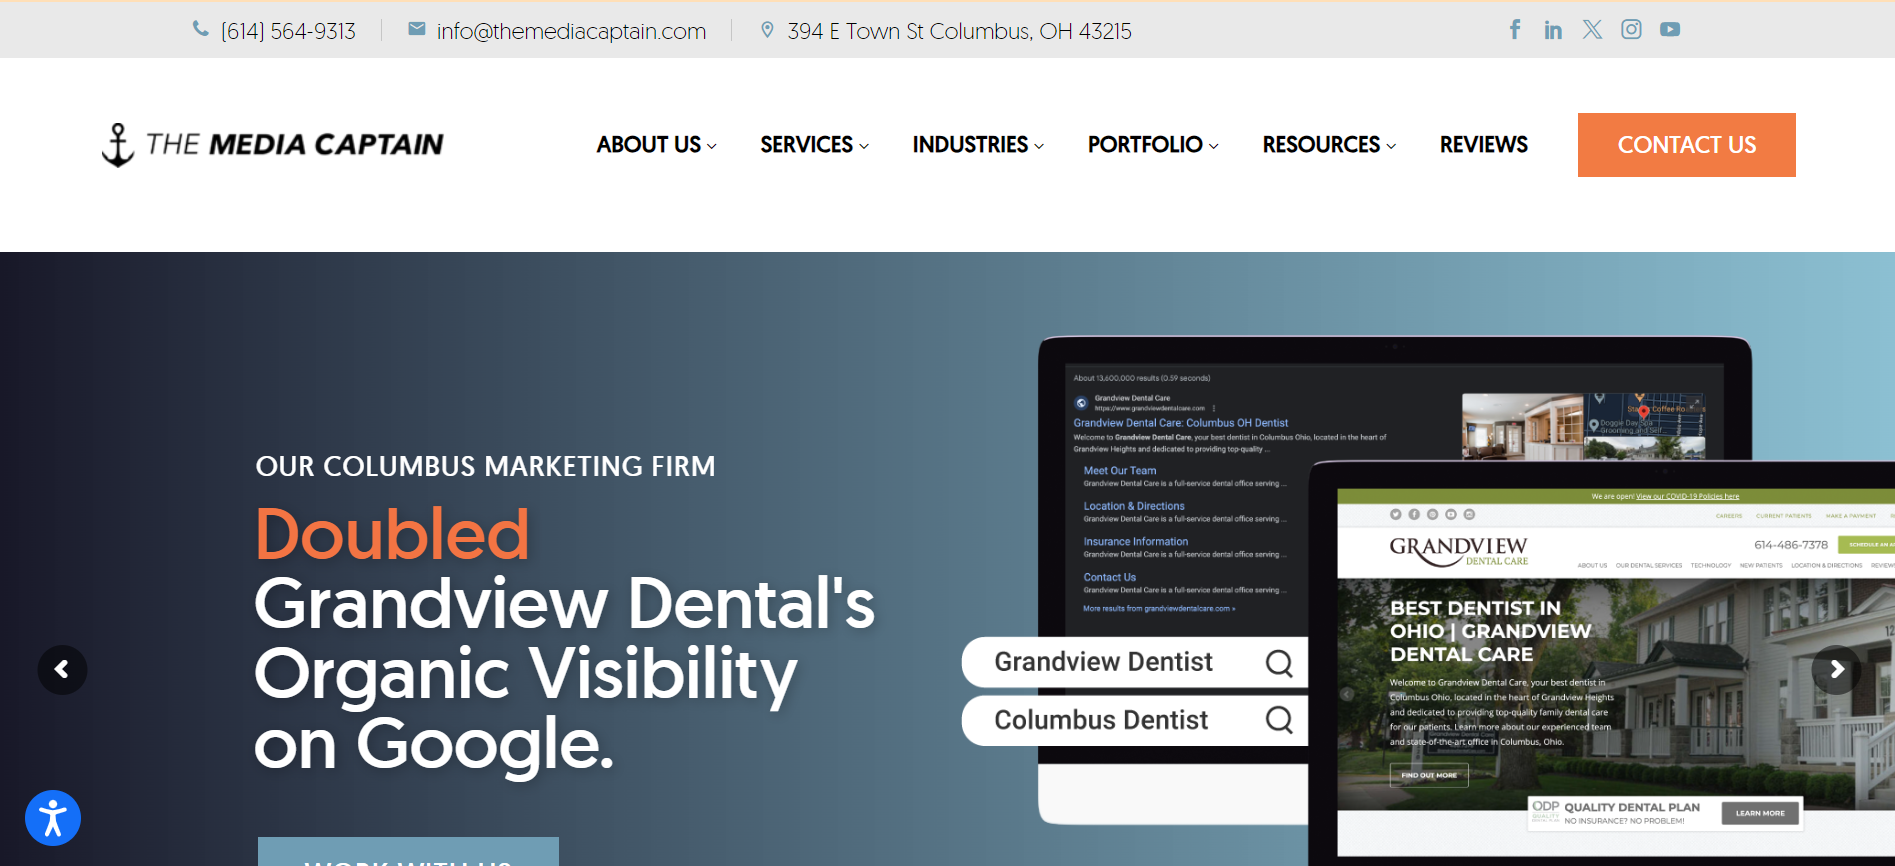 (614) 564-9313
info@themediacaptain.com
394 E Town St Columbus, OH 43215
THE MEDIA CAPTAIN
ABOUT US
SERVICES
INDUSTRIES
PORTFOLIO
RESOURCES
REVIEWS
CONTACT US
OUR COLUMBUS MARKETING FIRM
Doubled
Grandview Dental's
Organic Visibility
on Google.
WORK WITH US
About 13,600,000 results (0.59 seconds)
Grandview Dental Care
https://www.grandviewdentalcare.com
Grandview Dental Care: Columbus OH Dentist
Welcome to Grandview Dental Care, your best dentist in Columbus Ohio, located in the heart of
Grandview Heights and dedicated to providing top-quality ...
Meet Our Team
Grandview Dental Care is a full-service dental office serving ...
Location & Directions
Grandview Dental Care is a full-service dental office serving ...
Insurance Information
Grandview Dental Care is a full-service dental office serving ...
Contact Us
Grandview Dental Care is a full-service dental office serving ...
More results from grandviewdentalcare.com »
Grandview Dentist
Columbus Dentist
We are open! View our COVID-19 Policies here
CAREERS
CURRENT PATIENTS
MAKE A PAYMENT
GRANDVIEW
DENTAL CARE
614-486-7378
SCHEDULE AN
ABOUT US
OUR DENTAL SERVICES
TECHNOLOGY
NEW PATIENTS
LOCATION & DIRECTIONS
REVIEWS
BEST DENTIST IN
OHIO | GRANDVIEW
DENTAL CARE
Welcome to Grandview Dental Care, your best dentist in
Columbus Ohio, located in the heart of Grandview Heights
and dedicated to providing top-quality family dental care
for our patients. Learn more about our experienced team
and state-of-the-art office in Columbus, Ohio.
FIND OUT MORE
ODP
QUALITY DENTAL PLAN
NO INSURANCE? NO PROBLEM!
LEARN MORE